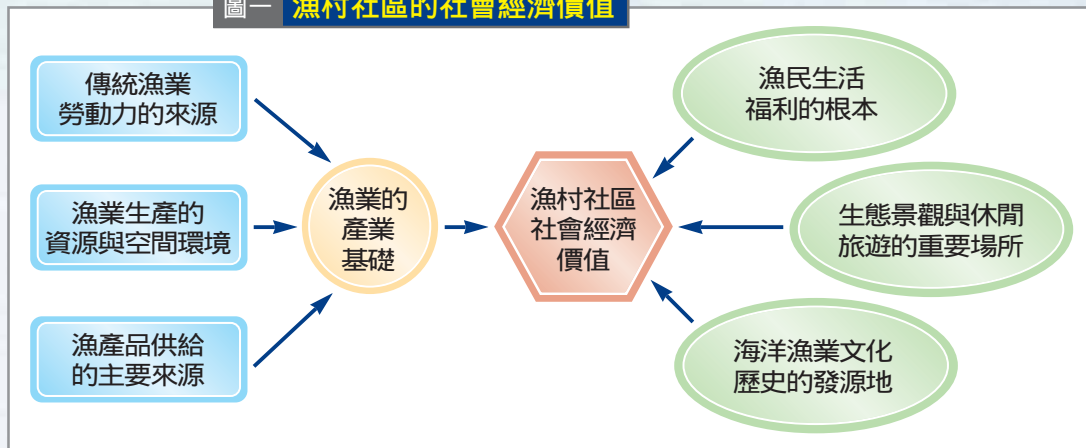 圖一 漁村社區的社會經濟價值
傳統漁業
勞動力的來源
漁業生產的
資源與空間環境
漁產品供給
的主要來源
漁業的
產業
基礎
漁村社區
社會經濟
價值
漁民生活
福利的根本
生態景觀與休閒
旅遊的重要場所
海洋漁業文化
歷史的發源地